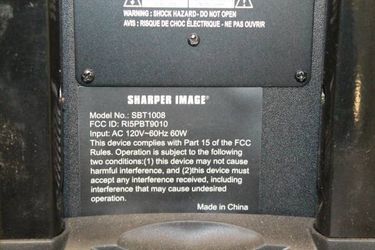 WARNING : SHOCK HAZARD - DO NOT OPEN
AVIS : RISQUE DE CHOC ÉLECTRIQUE - NE PAS OUVRIR
SHARPER IMAGE®
Model No.: SBT1008
FCC ID: RI5PBT9010
Input: AC 120V~60Hz 60W
This device complies with Part 15 of the FCC
Rules. Operation is subject to the following
two conditions:(1) this device may not cause
harmful interference, and (2)this device must
accept any interference received, including
interference that may cause undesired
operation.
Made in China